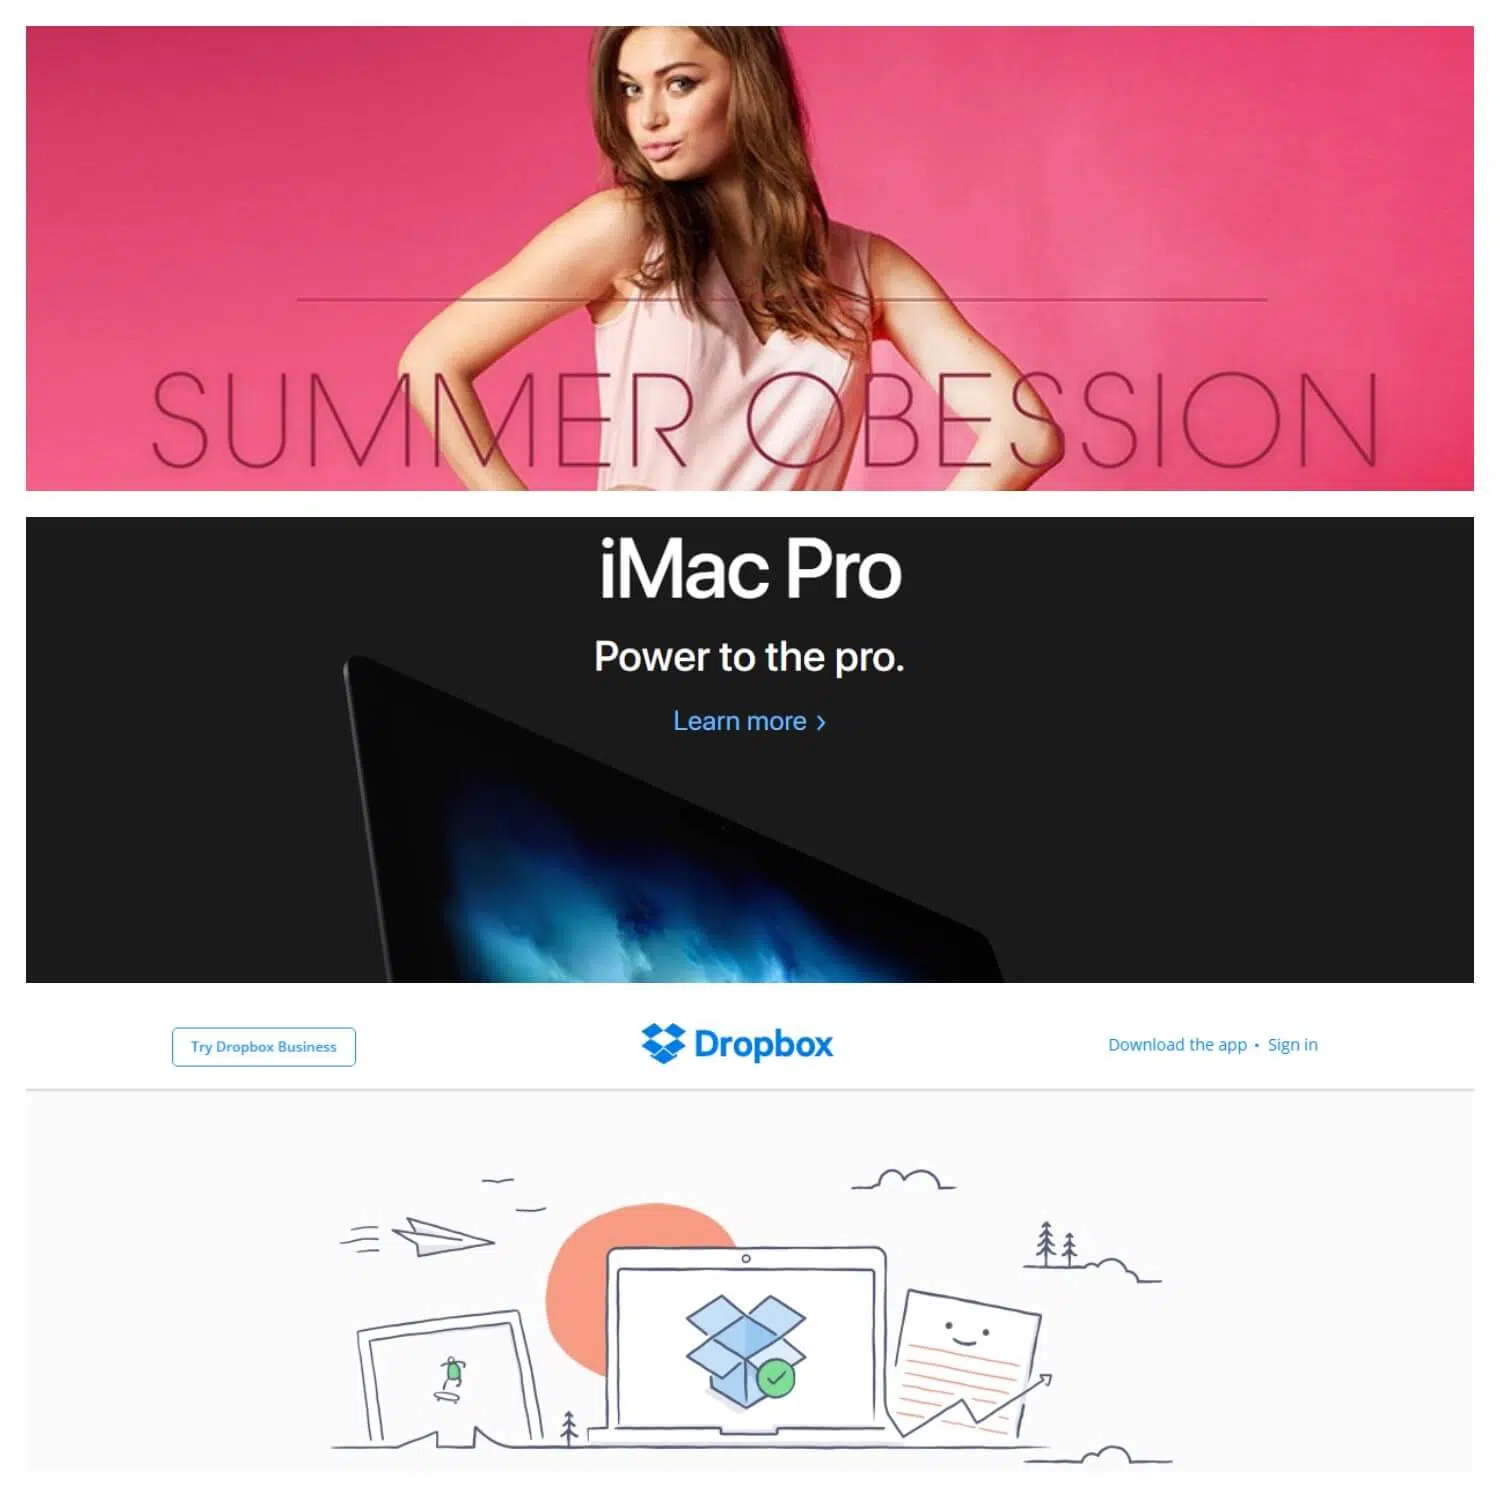 SUMMER OBESSION
iMac Pro
Power to the pro.
Learn more >
Try Dropbox Business
Dropbox
Download the app • Sign in